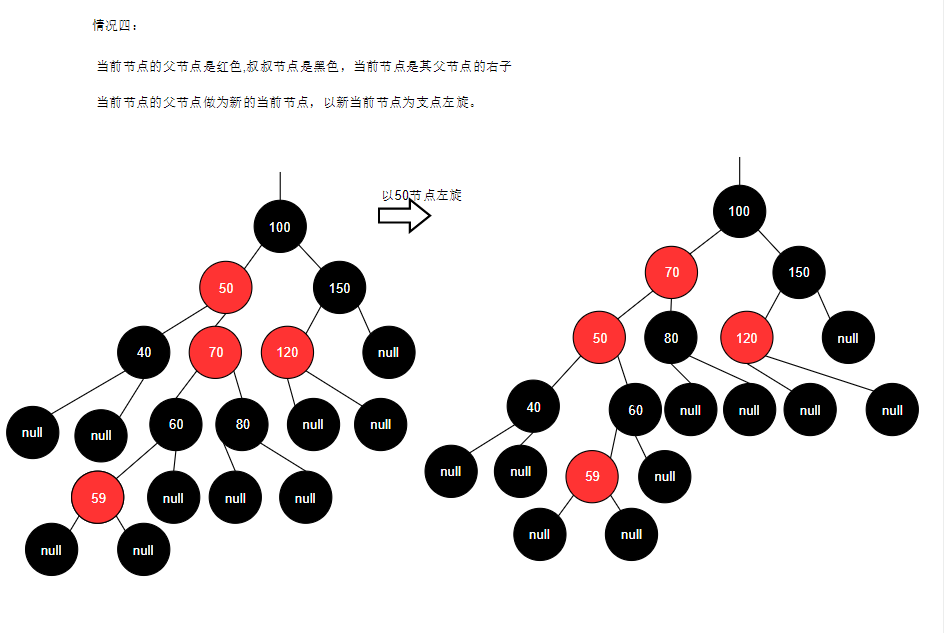 情况四：
当前节点的父节点是红色,叔叔节点是黑色，当前节点是其父节点的右子
当前节点的父节点做为新的当前节点，以新当前节点为支点左旋。
以50节点左旋
100
50
150
40
70
120
null
null
null
60
80
null
null
59
null
null
null
null
null
100
70
150
50
80
120
null
40
60
null
null
null
null
null
null
59
null
null
null